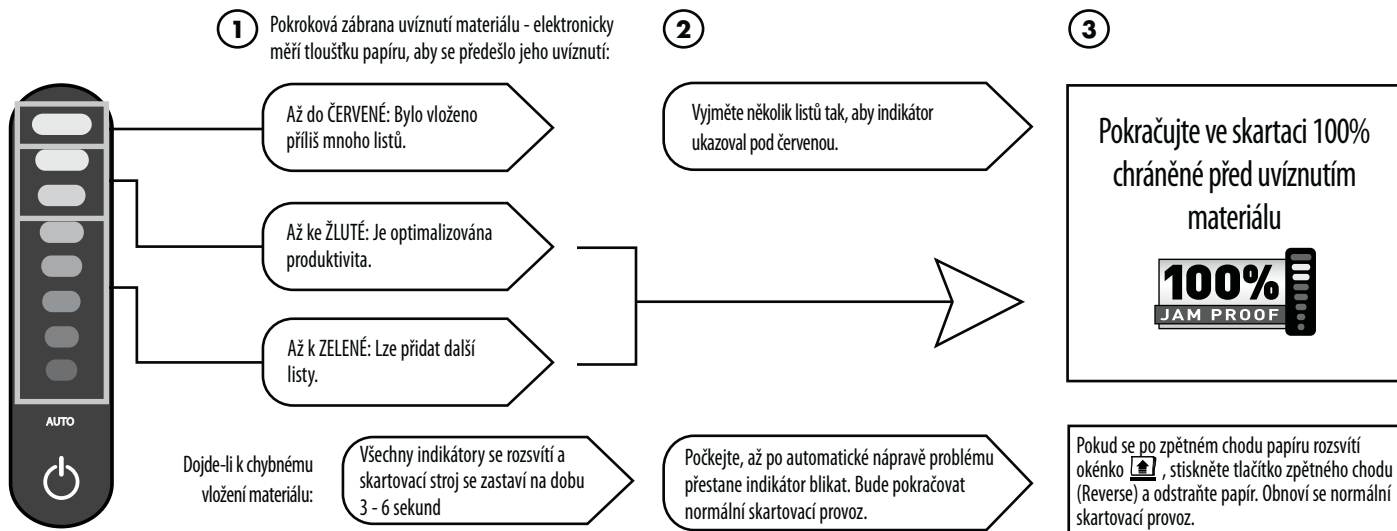 1 Pokroková zábrana uvíznutí materiálu - elektronicky
měří tloušťku papíru, aby se předešlo jeho uvíznutí:
2
3
Až do ČERVENÉ: Bylo vloženo
příliš mnoho listů.
Vyjměte několik listů tak, aby indikátor
ukazoval pod červenou.
Až ke ŽLUTÉ: Je optimalizována
produktivita.
Až k ZELENÉ: Lze přidat další
listy.
Pokračujte ve skartaci 100%
chráněné před uvíznutím
materiálu
100%
JAM PROOF
AUTO
Dojde-li k chybnému
vložení materiálu:
Všechny indikátory se rozsvítí a
skartovací stroj se zastaví na dobu
3 - 6 sekund
Počkejte, až po automatické nápravě problému
přestane indikátor blikat. Bude pokračovat
normální skartovací provoz.
Pokud se po zpětném chodu papíru rozsvítí
okénko , stiskněte tlačítko zpětného chodu
(Reverse) a odstraňte papír. Obnoví se normální
skartovací provoz.